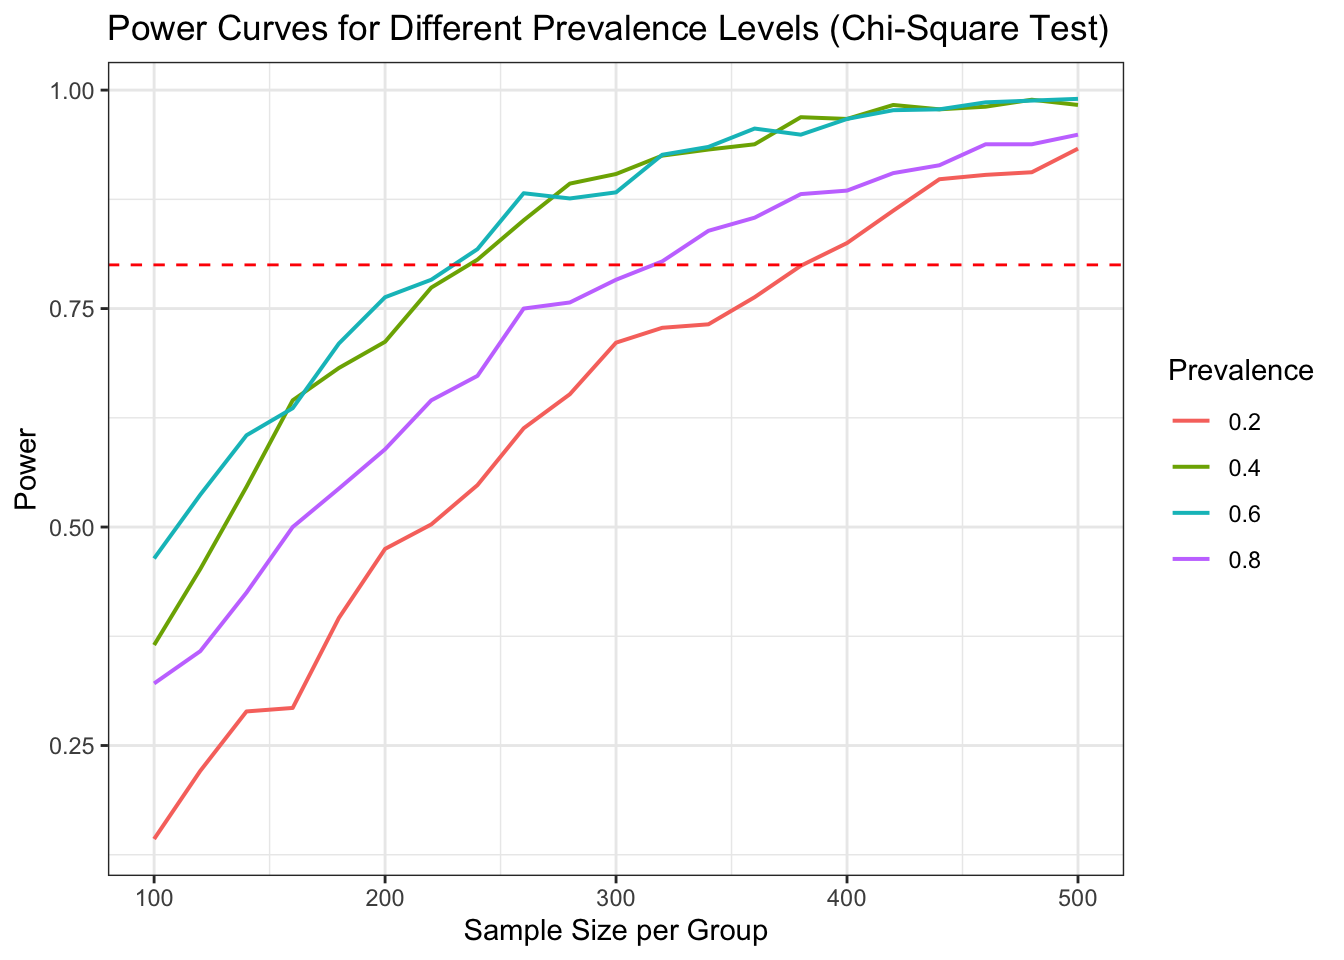 Power Curves for Different Prevalence Levels (Chi-Square Test)
1.00
0.75
0.50
0.25
Power
100 200 300 400 500
Sample Size per Group
Prevalence
0.2
0.4
0.6
0.8